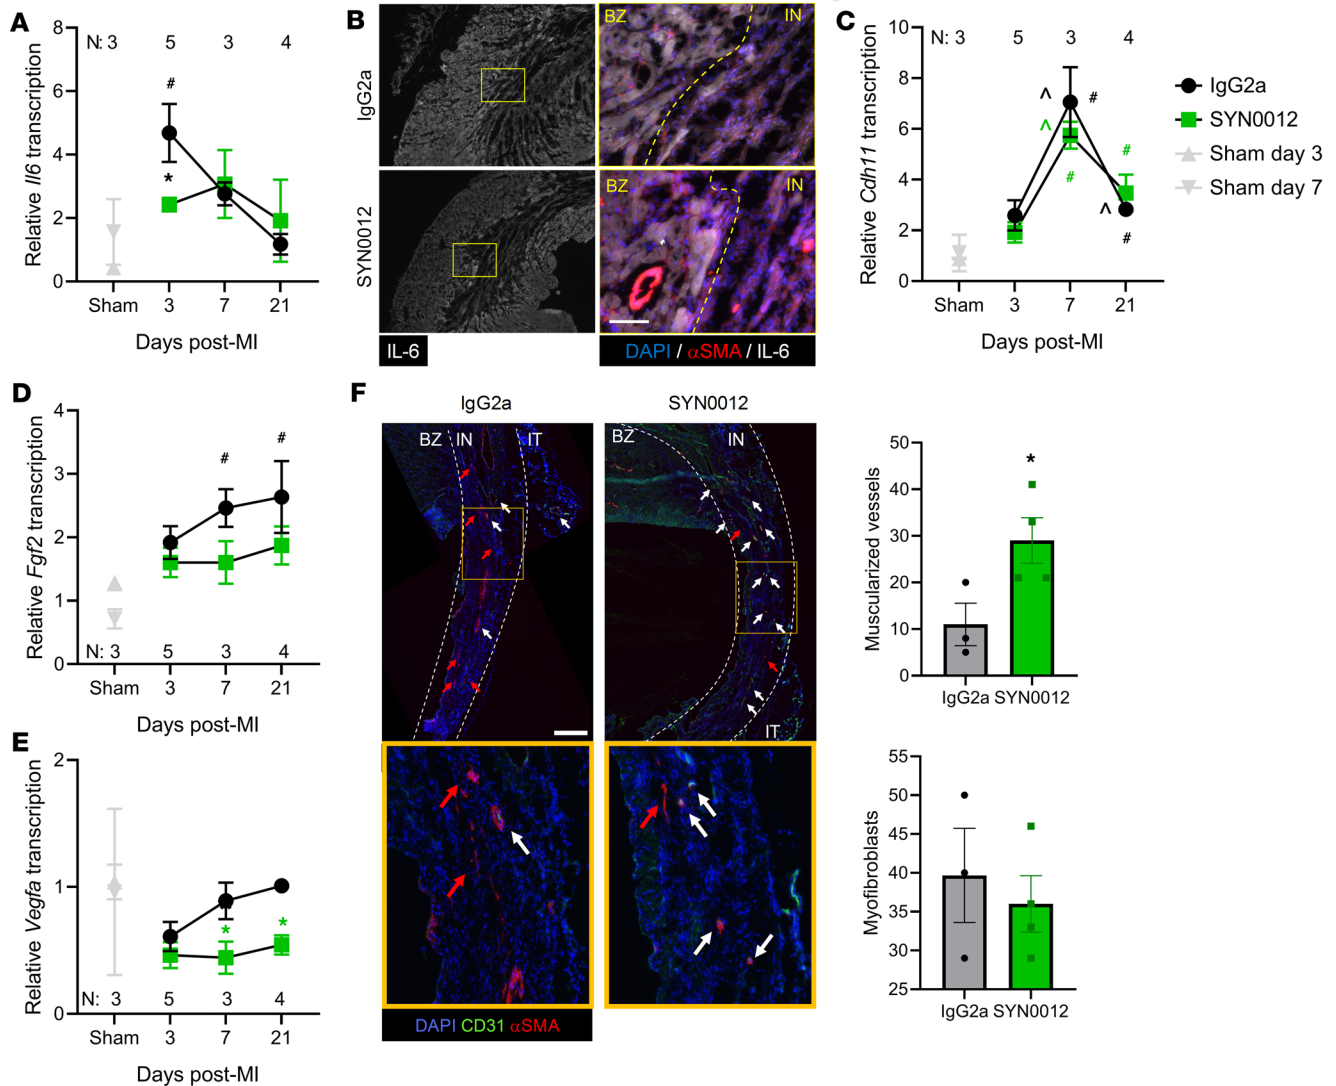 A
Relative Il6 transcription
8
6
4
2
0
N: 3
5
3
4
#
*
Sham
3
7
21
Days post-MI
B
IgG2a
SYN0012
BZ
IN
BZ
IN
IL-6
DAPI / αSMA / IL-6
C
Relative Cdh11 transcription
10
8
6
4
2
0
N: 3
5
3
4
^
^
#
#
#
^
#
Sham
3
7
21
Days post-MI
IgG2a
SYN0012
Sham day 3
Sham day 7
D
Relative Fgf2 transcription
4
3
2
1
0
#
#
N: 3
5
3
4
Sham
3
7
21
Days post-MI
E
Relative Vegfa transcription
2
1
0
*
*
N: 3
5
3
4
Sham
3
7
21
Days post-MI
F
IgG2a
SYN0012
BZ
IN
IT
BZ
IN
IT
DAPI CD31 αSMA
Muscularized vessels
50
40
30
20
10
0
*
IgG2a SYN0012
Myofibroblasts
55
50
45
40
35
30
25
IgG2a SYN0012